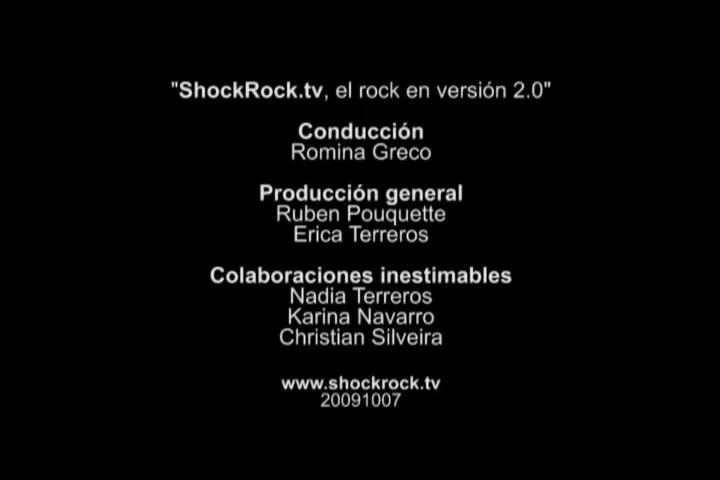 "ShockRock.tv, el rock en versión 2.0"
Conducción
Romina Greco
Producción general
Ruben Pouquette
Erica Terreros
Colaboraciones inestimables
Nadia Terreros
Karina Navarro
Christian Silveira
www.shockrock.tv
20091007